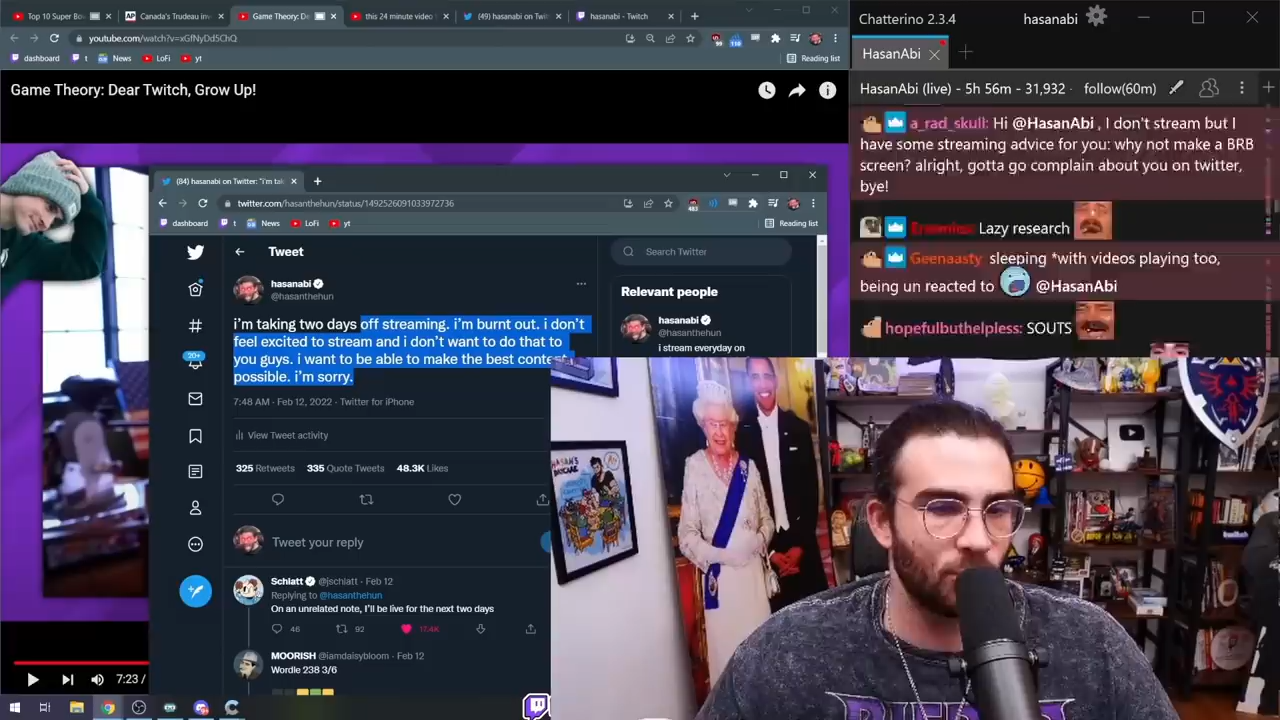 Top 10 Super Bo
Canada's Trudeau inv
Game Theory: De
this 24 minute video
(49) hasanabi on Twit
hasanabi - Twitch
youtube.com/watch?v=xGfNyDd5ChQ
dashboard
t
News
LoFi
yt
Reading list
Game Theory: Dear Twitch, Grow Up!
(84) hasanabi on Twitter: "i'm tak
twitter.com/hasanthehun/status/1492526091033972736
dashboard
t
News
LoFi
yt
Reading list
Tweet
Search Twitter
hasanabi
@hasanthehun
i'm taking two days off streaming. i'm burnt out. i don't
feel excited to stream and i don't want to do that to
you guys. i want to be able to make the best content
possible. i'm sorry.
7:48 AM · Feb 12, 2022 · Twitter for iPhone
View Tweet activity
325 Retweets 335 Quote Tweets 48.3K Likes
Tweet your reply
Schlatt @jschlatt · Feb 12
Replying to @hasanthehun
On an unrelated note, I'll be live for the next two days
46 92 17.4K
MOORISH @iamdaisybloom · Feb 12
Wordle 238 3/6
20+
Relevant people
hasanabi
@hasanthehun
i stream everyday on
7:23 /
Chatterino 2.3.4
hasanabi
HasanAbi
HasanAbi (live) - 5h 56m - 31,932 · follow(60m)
a_rad_skull: Hi @HasanAbi , I don't stream but I
have some streaming advice for you: why not make a BRB
screen? alright, gotta go complain about you on twitter,
bye!
Lazy research
Geenaasty sleeping *with videos playing too,
being un reacted to @HasanAbi
hopefulbuthelpless: SOUTS